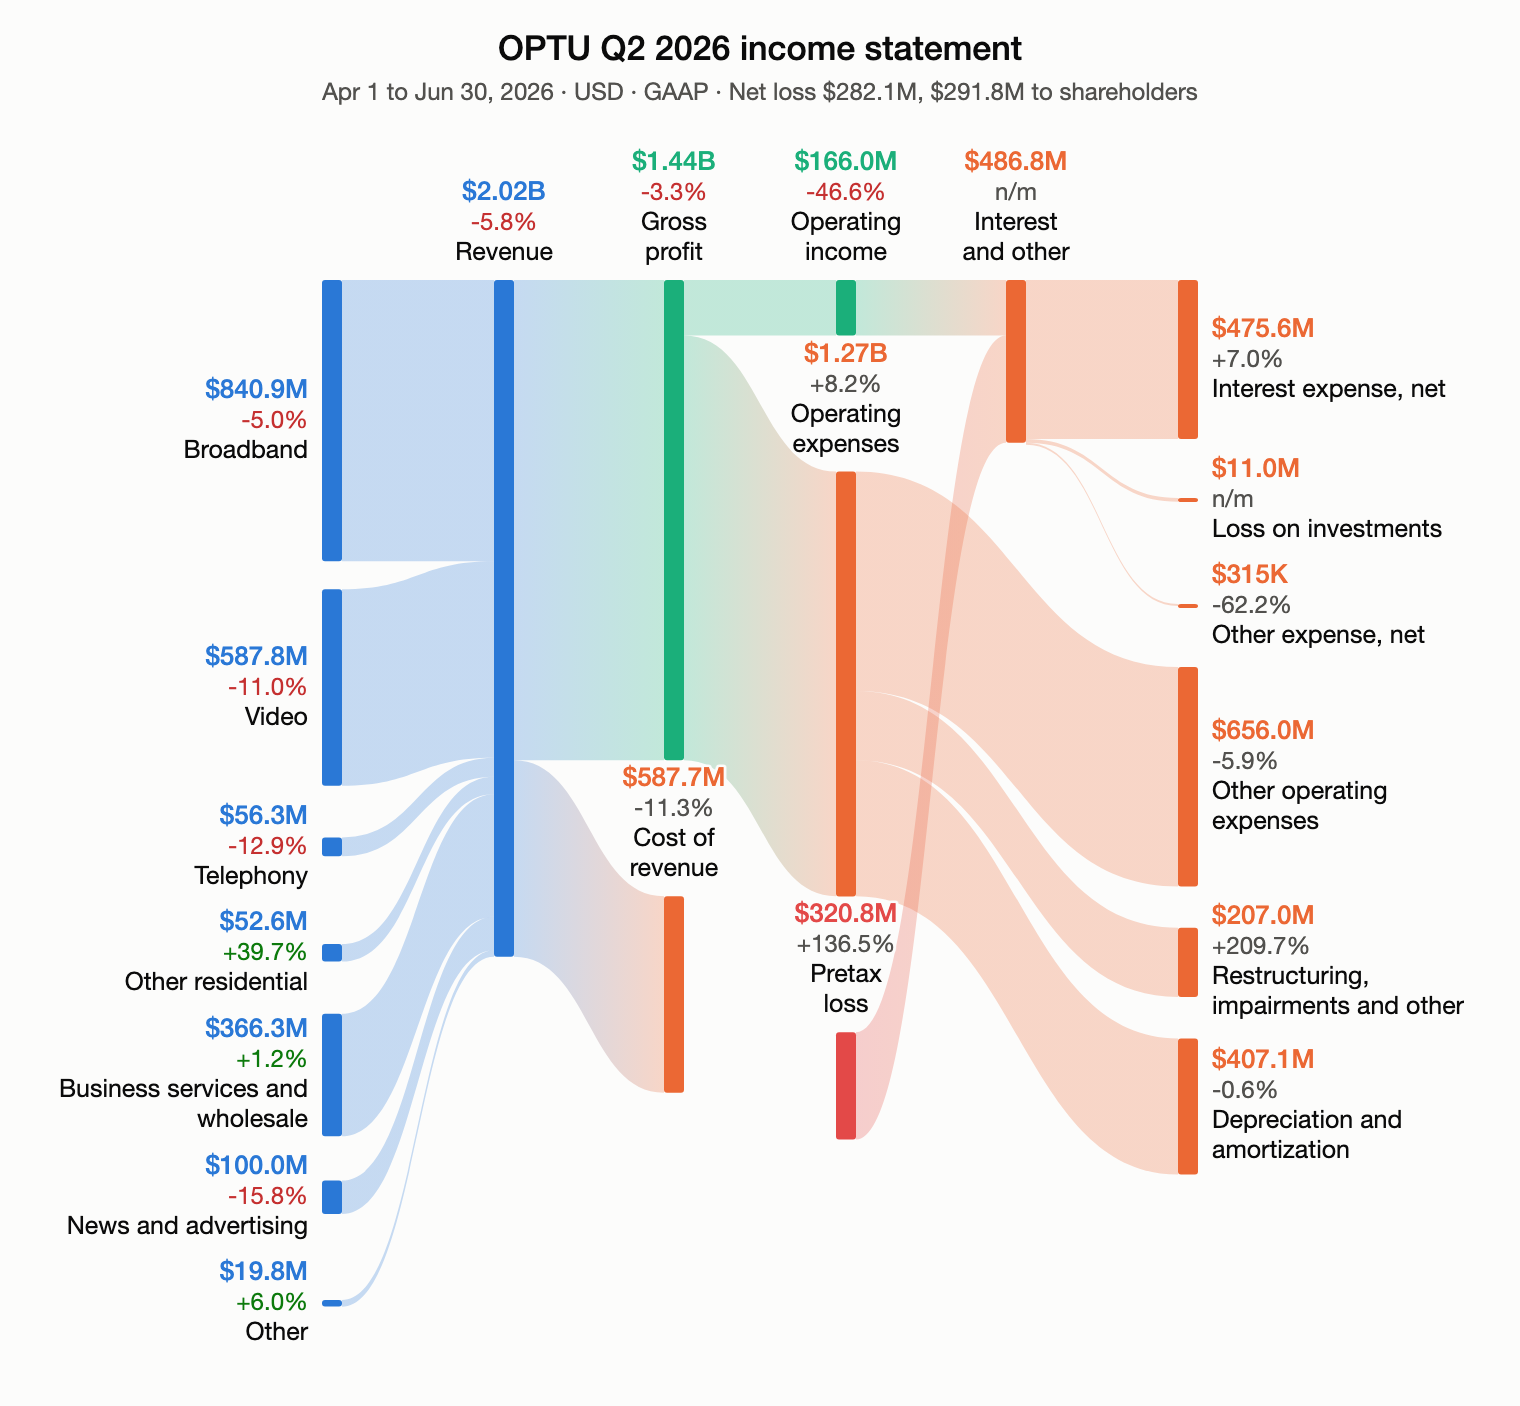 OPTU Q2 2026 income statement
Apr 1 to Jun 30, 2026 · USD · GAAP · Net loss $282.1M, $291.8M to shareholders
$2.02B
-5.8%
Revenue
$1.44B
-3.3%
Gross
profit
$166.0M
-46.6%
Operating
income
$486.8M
n/m
Interest
and other
$840.9M
-5.0%
Broadband
$587.8M
-11.0%
Video
$56.3M
-12.9%
Telephony
$52.6M
+39.7%
Other residential
$366.3M
+1.2%
Business services and
wholesale
$100.0M
-15.8%
News and advertising
$19.8M
+6.0%
Other
$587.7M
-11.3%
Cost of
revenue
$1.27B
+8.2%
Operating
expenses
$320.8M
+136.5%
Pretax
loss
$475.6M
+7.0%
Interest expense, net
$11.0M
n/m
Loss on investments
$315K
-62.2%
Other expense, net
$656.0M
-5.9%
Other operating
expenses
$207.0M
+209.7%
Restructuring,
impairments and other
$407.1M
-0.6%
Depreciation and
amortization